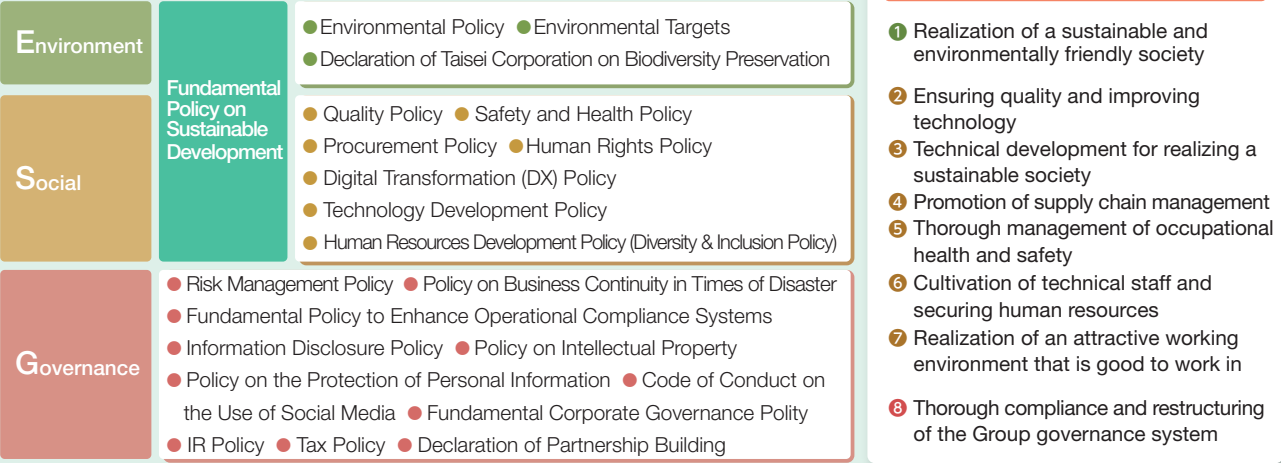 Environment
Fundamental
Policy on
Sustainable
Development
● Environmental Policy ● Environmental Targets
● Declaration of Taisei Corporation on Biodiversity Preservation
Social
● Quality Policy ● Safety and Health Policy
● Procurement Policy ● Human Rights Policy
● Digital Transformation (DX) Policy
● Technology Development Policy
● Human Resources Development Policy (Diversity & Inclusion Policy)
Governance
● Risk Management Policy ● Policy on Business Continuity in Times of Disaster
● Fundamental Policy to Enhance Operational Compliance Systems
● Information Disclosure Policy ● Policy on Intellectual Property
● Policy on the Protection of Personal Information ● Code of Conduct on
the Use of Social Media ● Fundamental Corporate Governance Polity
● IR Policy ● Tax Policy ● Declaration of Partnership Building
❶ Realization of a sustainable and
environmentally friendly society
❷ Ensuring quality and improving
technology
❸ Technical development for realizing a
sustainable society
❹ Promotion of supply chain management
❺ Thorough management of occupational
health and safety
❻ Cultivation of technical staff and
securing human resources
❼ Realization of an attractive working
environment that is good to work in
❽ Thorough compliance and restructuring
of the Group governance system